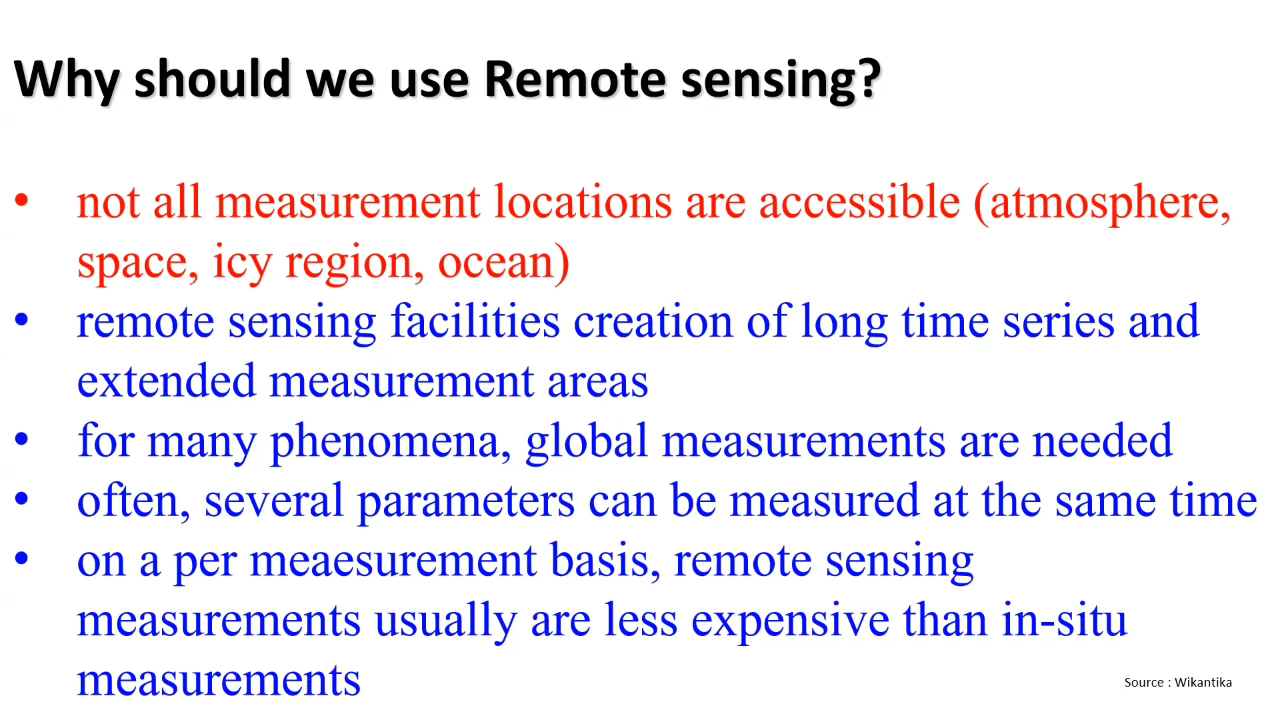 Why should we use Remote sensing?
• not all measurement locations are accessible (atmosphere,
space, icy region, ocean)
• remote sensing facilities creation of long time series and
extended measurement areas
• for many phenomena, global measurements are needed
• often, several parameters can be measured at the same time
• on a per meaesurement basis, remote sensing
measurements usually are less expensive than in-situ
measurements
Source : Wikantika